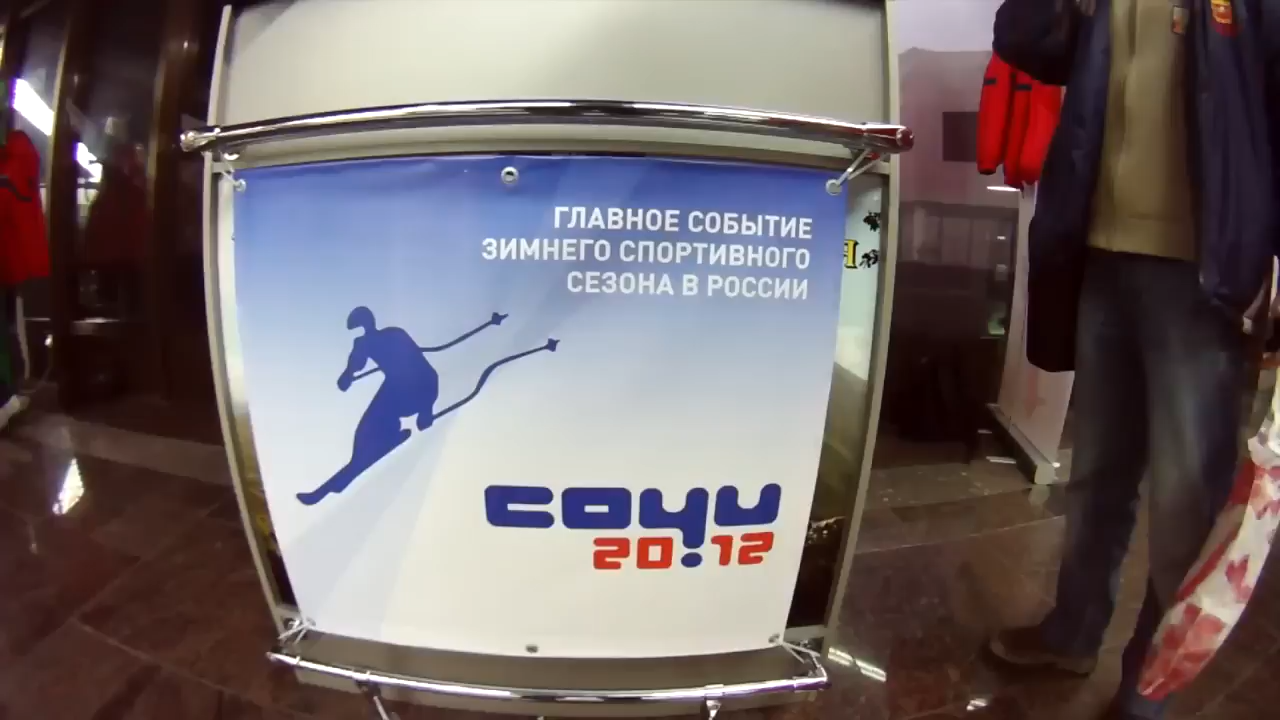 ГЛАВНОЕ СОБЫТИЕ
ЗИМНЕГО СПОРТИВНОГО
СЕЗОНА В РОССИИ
СОЧИ
20.12